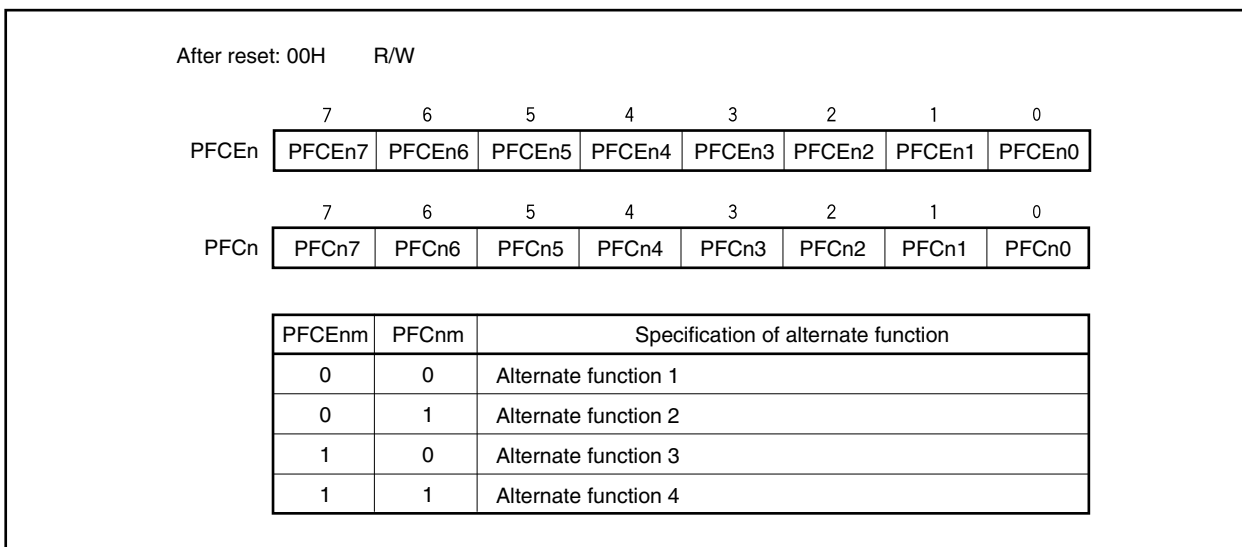 After reset: 00H R/W
7 6 5 4 3 2 1 0
PFCEn PFCEn7 PFCEn6 PFCEn5 PFCEn4 PFCEn3 PFCEn2 PFCEn1 PFCEn0
7 6 5 4 3 2 1 0
PFCn PFCn7 PFCn6 PFCn5 PFCn4 PFCn3 PFCn2 PFCn1 PFCn0
PFCEnm PFCnm Specification of alternate function
0 0 Alternate function 1
0 1 Alternate function 2
1 0 Alternate function 3
1 1 Alternate function 4